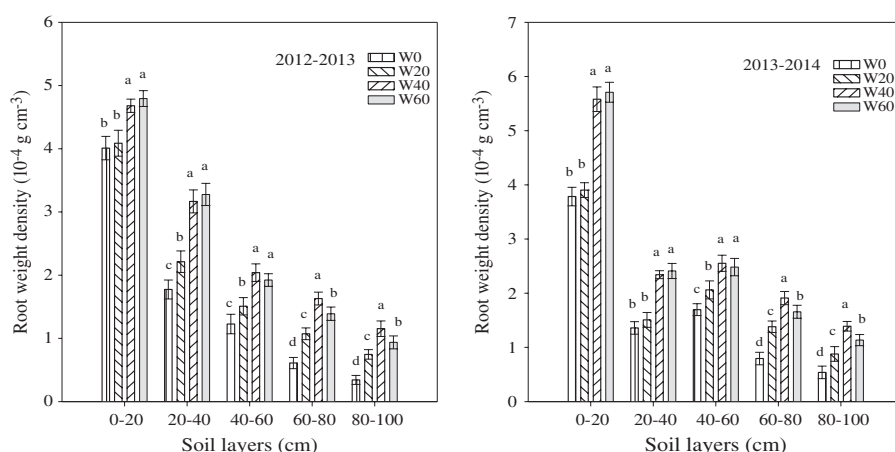 6
5
4
3
2
1
0
Root weight density (10-4 g cm-3)
2012-2013
W0
W20
W40
W60
b b a a
c b a a
c b a a
d c a b
d c a b
0-20 20-40 40-60 60-80 80-100
Soil layers (cm)
7
6
5
4
3
2
1
0
Root weight density (10-4 g cm-3)
2013-2014
W0
W20
W40
W60
b b a a
b b a a
c b a a
d c a b
d c a b
0-20 20-40 40-60 60-80 80-100
Soil layers (cm)